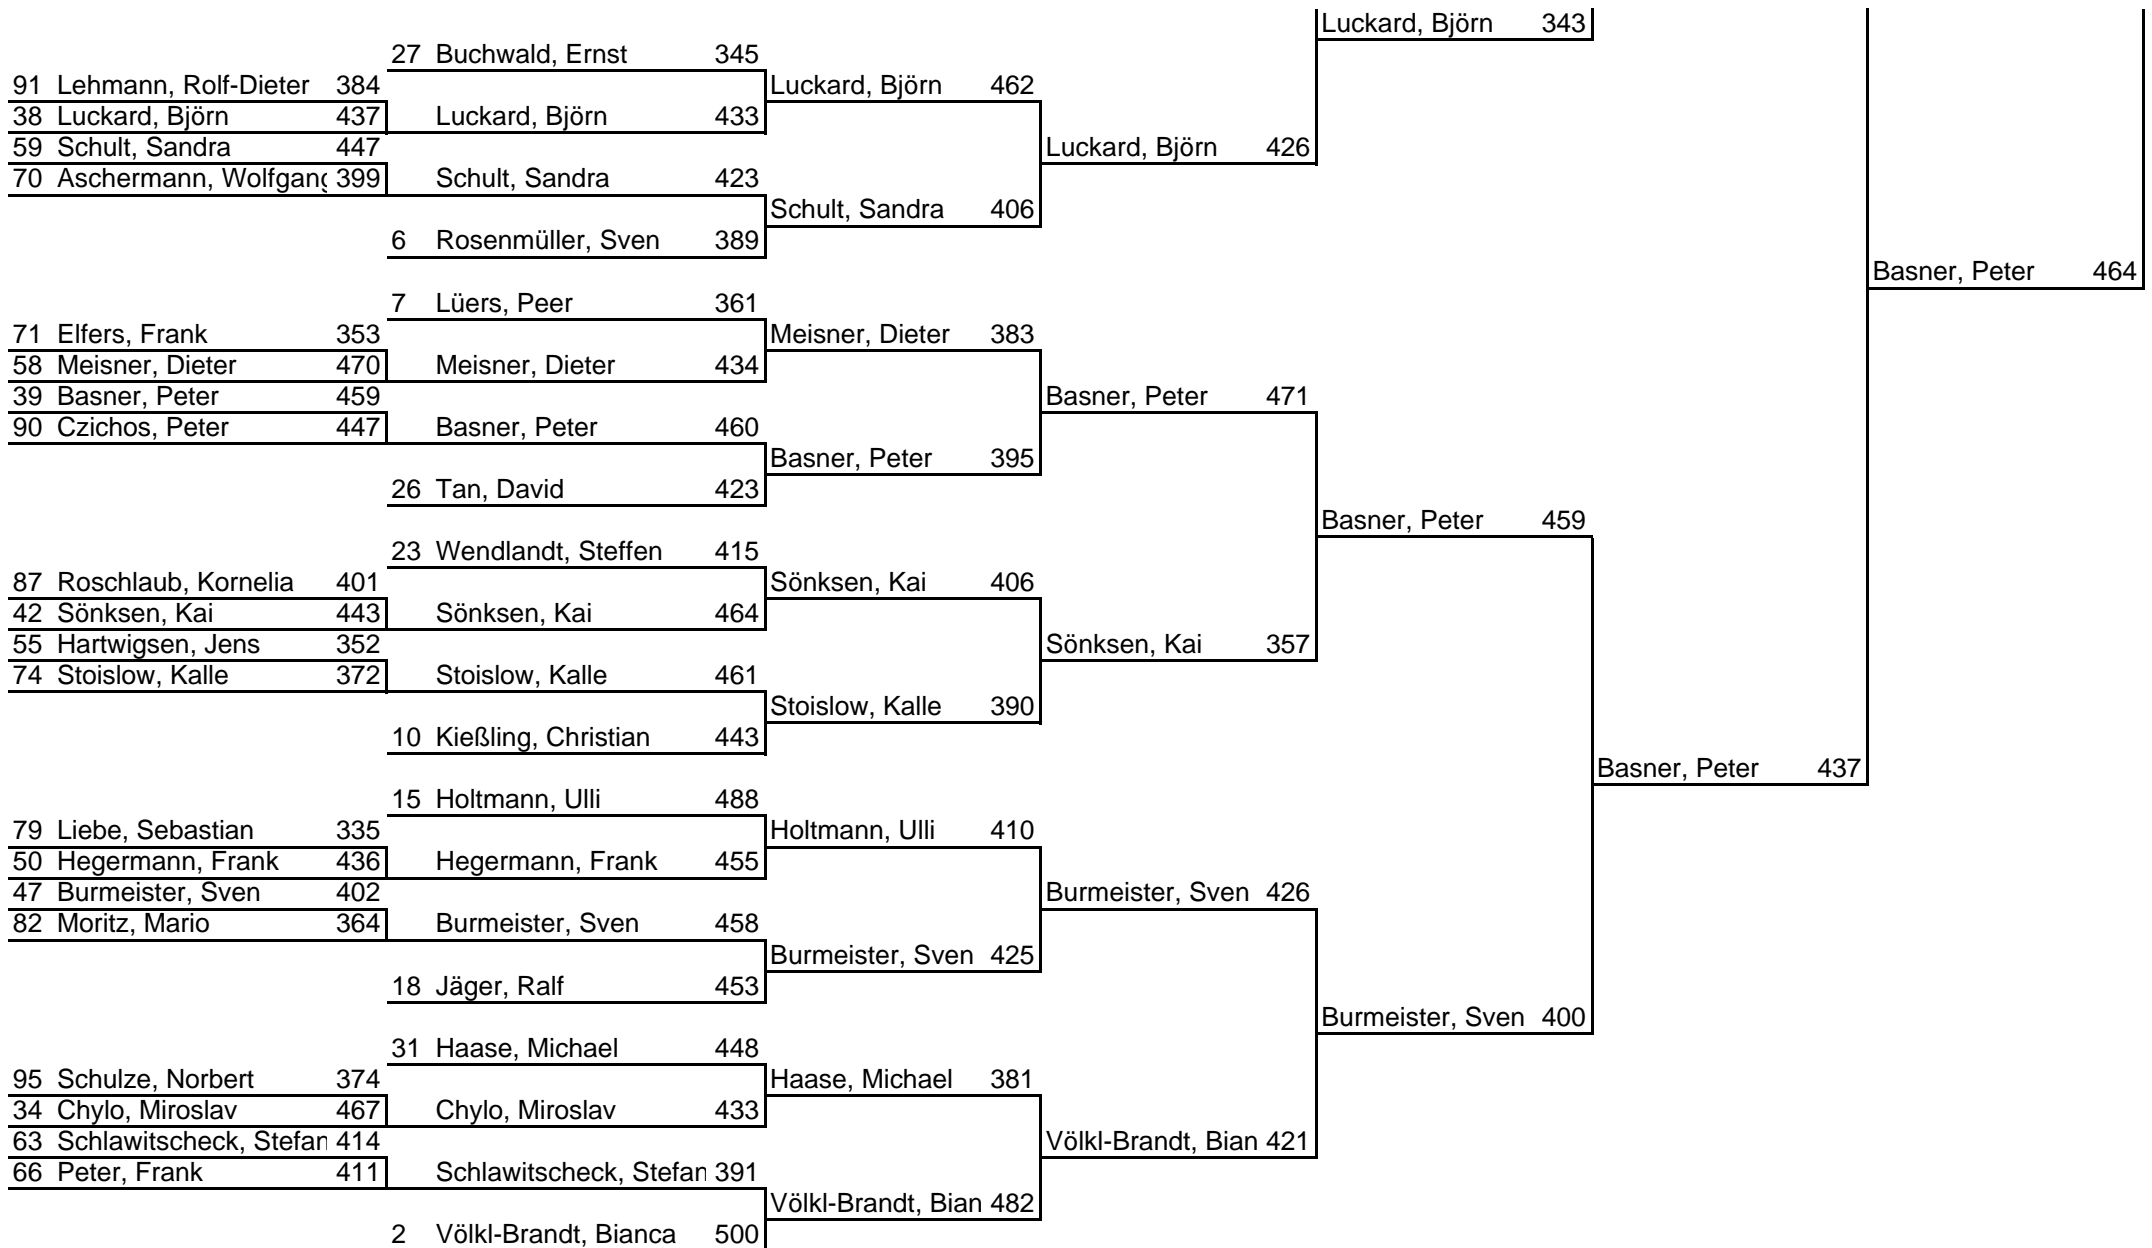 Luckard, Björn 343
27 Buchwald, Ernst 345
91 Lehmann, Rolf-Dieter 384 Luckard, Björn 462
38 Luckard, Björn 437 Luckard, Björn 433
59 Schult, Sandra 447 Luckard, Björn 426
70 Aschermann, Wolfgang 399 Schult, Sandra 423
Schult, Sandra 406
6 Rosenmüller, Sven 389
Basner, Peter 464
7 Lüers, Peer 361
71 Elfers, Frank 353 Meisner, Dieter 383
58 Meisner, Dieter 470 Meisner, Dieter 434
39 Basner, Peter 459 Basner, Peter 471
90 Czichos, Peter 447 Basner, Peter 460
Basner, Peter 395
26 Tan, David 423
Basner, Peter 459
23 Wendlandt, Steffen 415
87 Roschlaub, Kornelia 401 Sönksen, Kai 406
42 Sönksen, Kai 443 Sönksen, Kai 464
55 Hartwigsen, Jens 352 Sönksen, Kai 357
74 Stoislow, Kalle 372 Stoislow, Kalle 461
Stoislow, Kalle 390
10 Kießling, Christian 443
Basner, Peter 437
15 Holtmann, Ulli 488
79 Liebe, Sebastian 335 Holtmann, Ulli 410
50 Hegermann, Frank 436 Hegermann, Frank 455
47 Burmeister, Sven 402 Burmeister, Sven 426
82 Moritz, Mario 364 Burmeister, Sven 458
Burmeister, Sven 425
18 Jäger, Ralf 453
Burmeister, Sven 400
31 Haase, Michael 448
95 Schulze, Norbert 374 Haase, Michael 381
34 Chylo, Miroslav 467 Chylo, Miroslav 433
63 Schlawitscheck, Stefan 414 Völkl-Brandt, Bian 421
66 Peter, Frank 411 Schlawitscheck, Stefan 391
Völkl-Brandt, Bian 482
2 Völkl-Brandt, Bianca 500